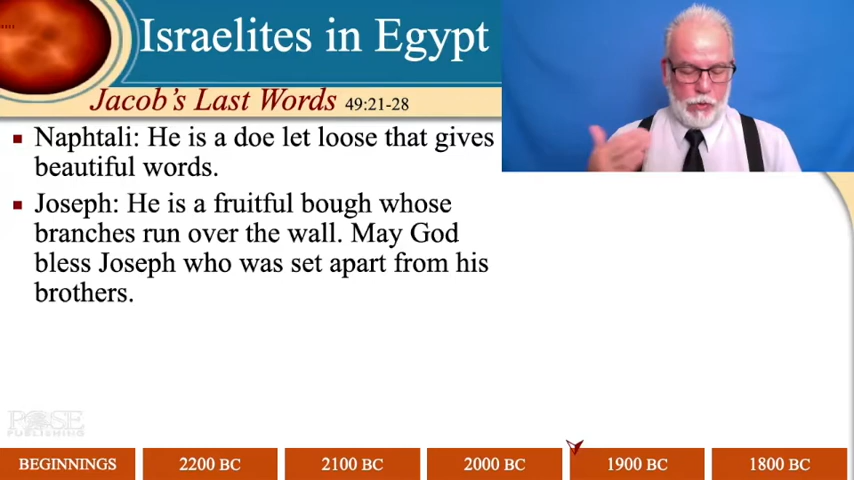 Israelites in Egypt
Jacob's Last Words 49:21-28
Naphtali: He is a doe let loose that gives
beautiful words.
Joseph: He is a fruitful bough whose
branches run over the wall. May God
bless Joseph who was set apart from his
brothers.
PUBLISHING
BEGINNINGS
2200 BC
2100 BC
2000 BC
1900 BC
1800 BC